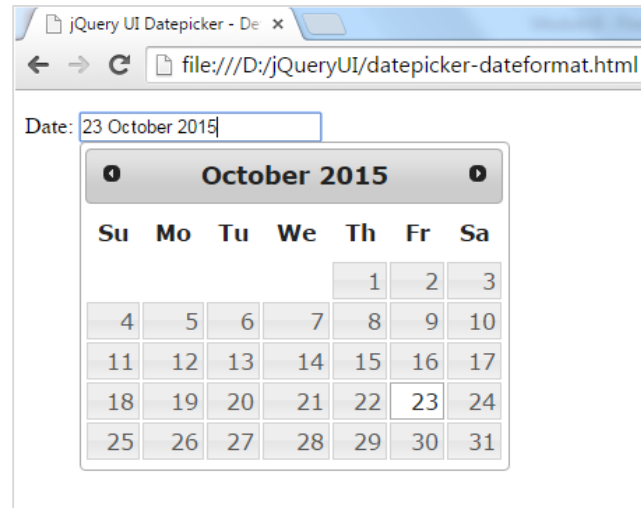 jQuery UI Datepicker - De
file:///D:/jQueryUI/datepicker-dateformat.html
Date: 23 October 2015
October 2015
Su Mo Tu We Th Fr Sa
1 2 3
4 5 6 7 8 9 10
11 12 13 14 15 16 17
18 19 20 21 22 23 24
25 26 27 28 29 30 31